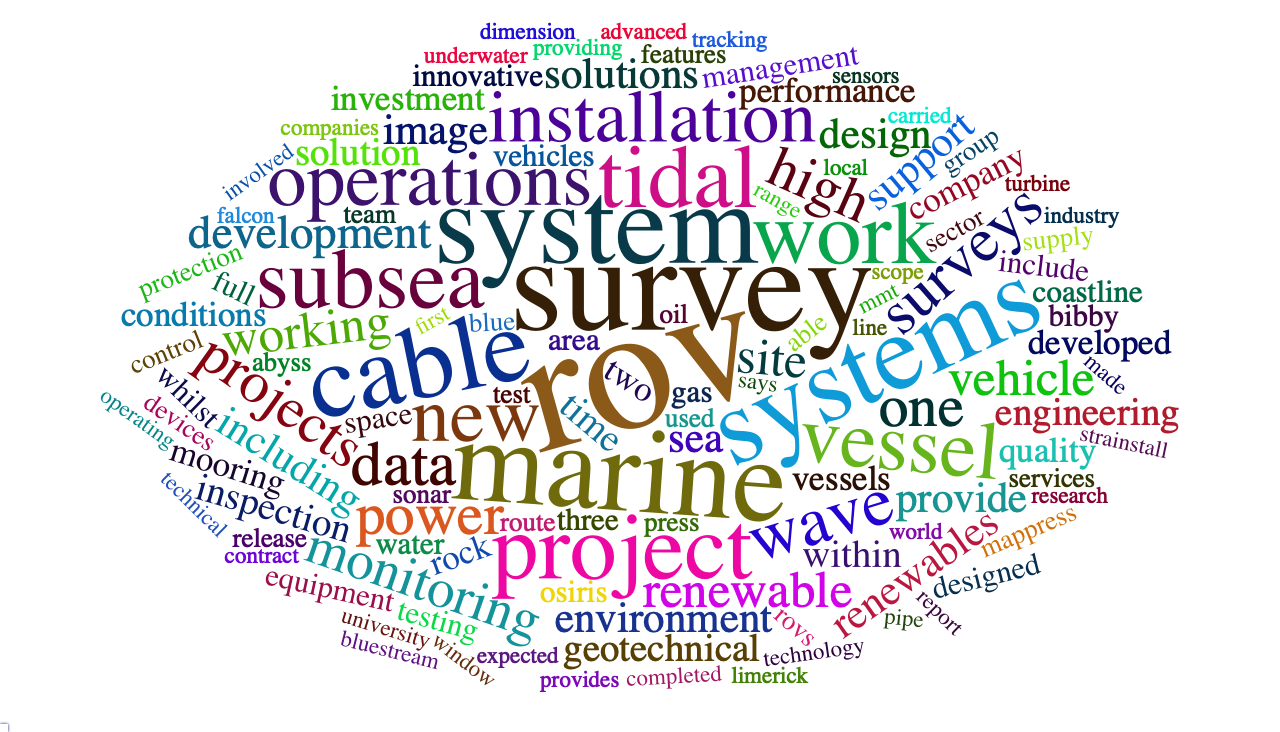 dimension
advanced
tracking
underwater
providing
features
innovative
solutions
management
sensors
investment
performance
companies
image
installation
carried
design
support
group
involved
solution
vehicles
operations
tidal
high
local
company
turbine
range
falcon
team
development
system
work
surveys
sector
industry
supply
protection
full
subsea
survey
scope
include
coastline
conditions
working
first
blue
oil
mmt
line
bibby
control
projects
abyss
cable
area
rov
able
site
systems
developed
whilst
space
test
two
gas
says
vehicle
made
operating
devices
including
new
time
used
one
engineering
mooring
data
marine
sea
vessel
quality
strainstall
technical
inspection
sonar
vessels
services
release
power
route
three
press
wave
provide
research
contract
monitoring
water
rock
project
within
world
renewables
mappress
equipment
testing
osiris
renewable
designed
university
environment
rovs
pipe
report
bluestream
window
expected
geotechnical
technology
provides
completed
limerick